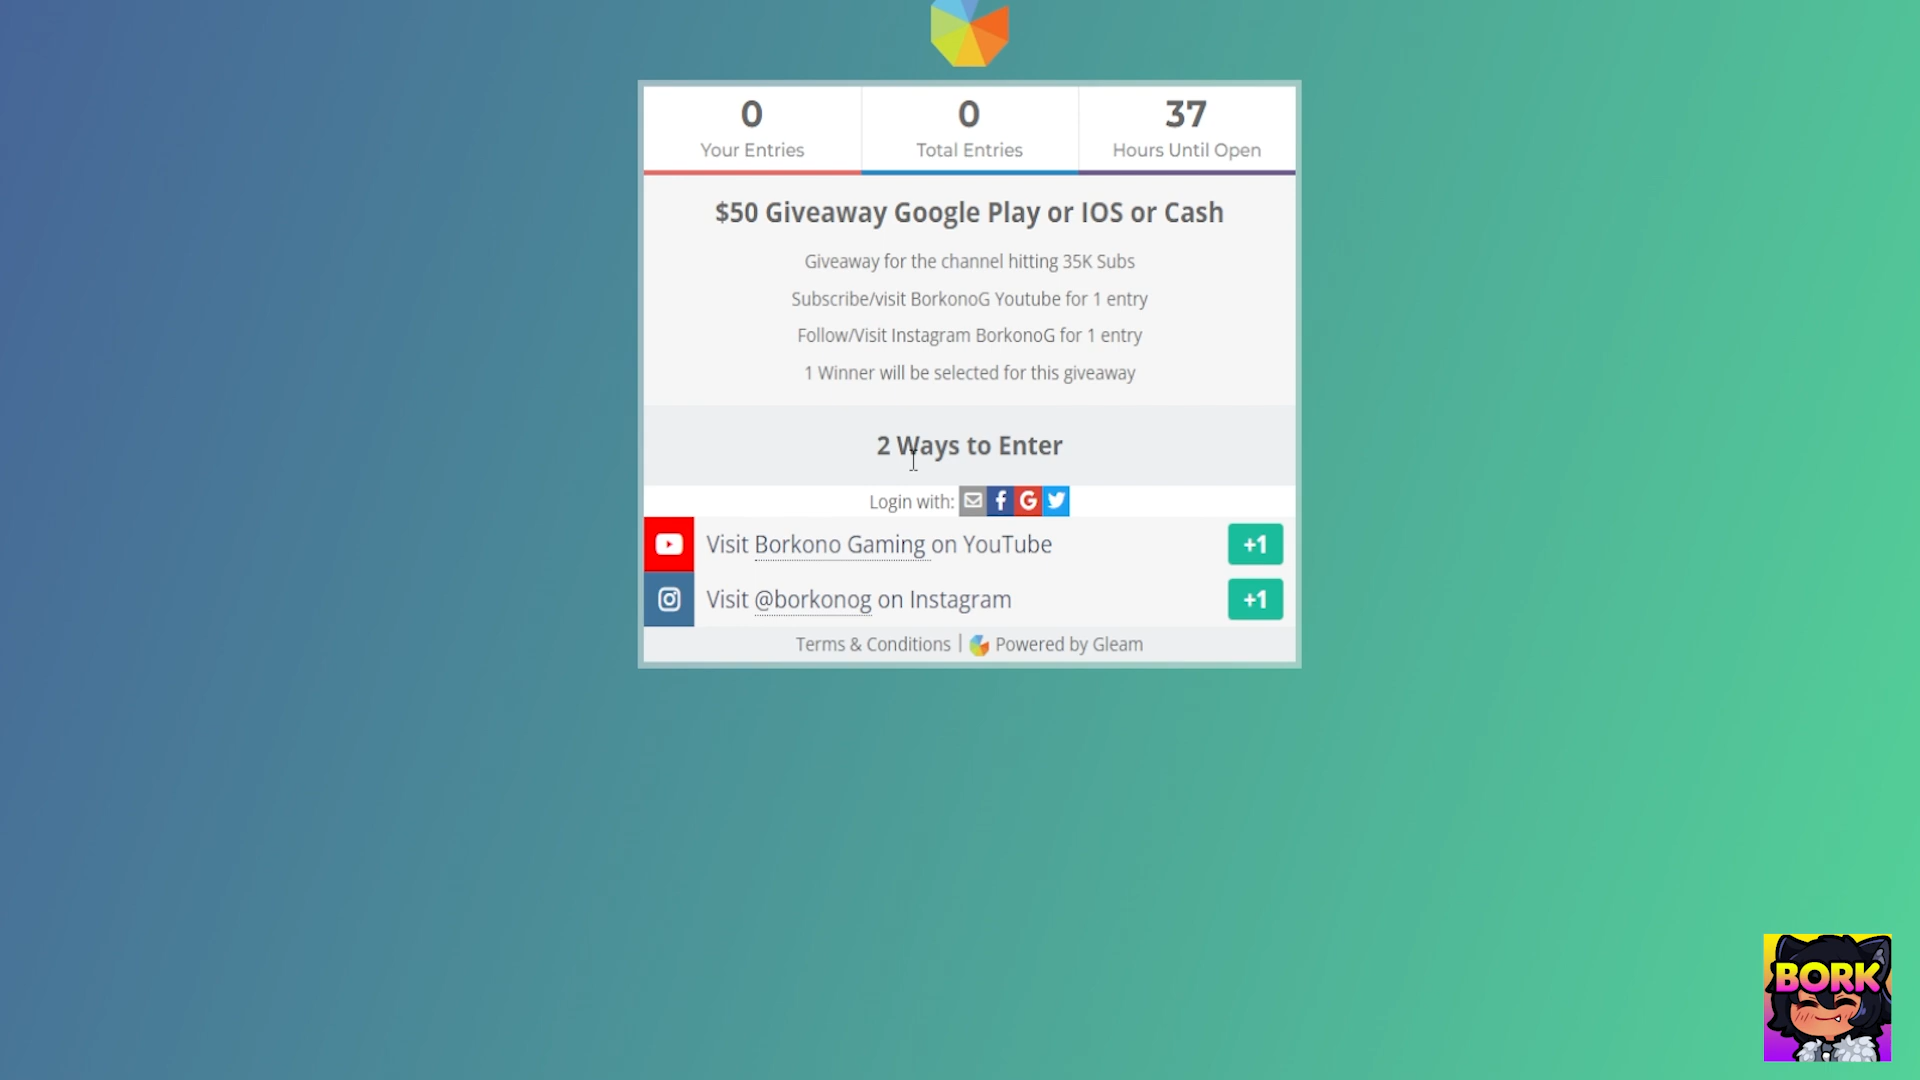 0
Your Entries
0
Total Entries
37
Hours Until Open
$50 Giveaway Google Play or IOS or Cash
Giveaway for the channel hitting 35K Subs
Subscribe/visit BorkonoG Youtube for 1 entry
Follow/Visit Instagram BorkonoG for 1 entry
1 Winner will be selected for this giveaway
2 Ways to Enter
Login with:
Visit Borkono Gaming on YouTube
+1
Visit @borkonog on Instagram
+1
Terms & Conditions | Powered by Gleam
BORK